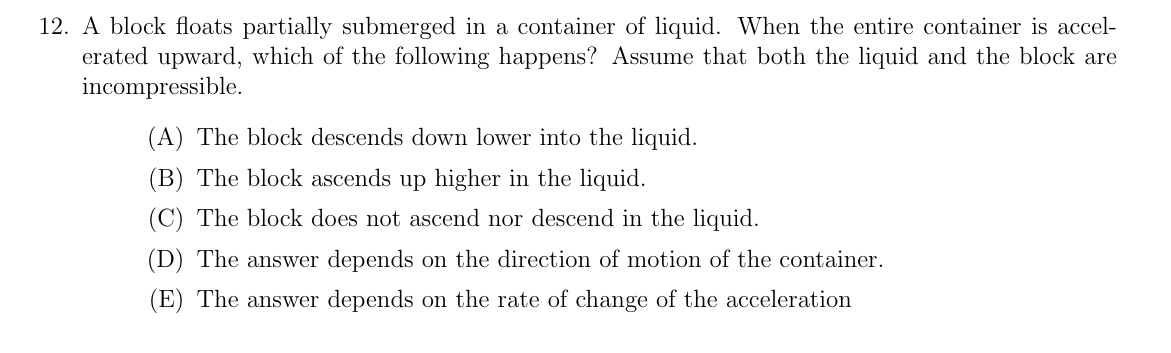 12. A block floats partially submerged in a container of liquid. When the entire container is accel-
erated upward, which of the following happens? Assume that both the liquid and the block are
incompressible.
(A) The block descends down lower into the liquid.
(B) The block ascends up higher in the liquid.
(C) The block does not ascend nor descend in the liquid.
(D) The answer depends on the direction of motion of the container.
(E) The answer depends on the rate of change of the acceleration